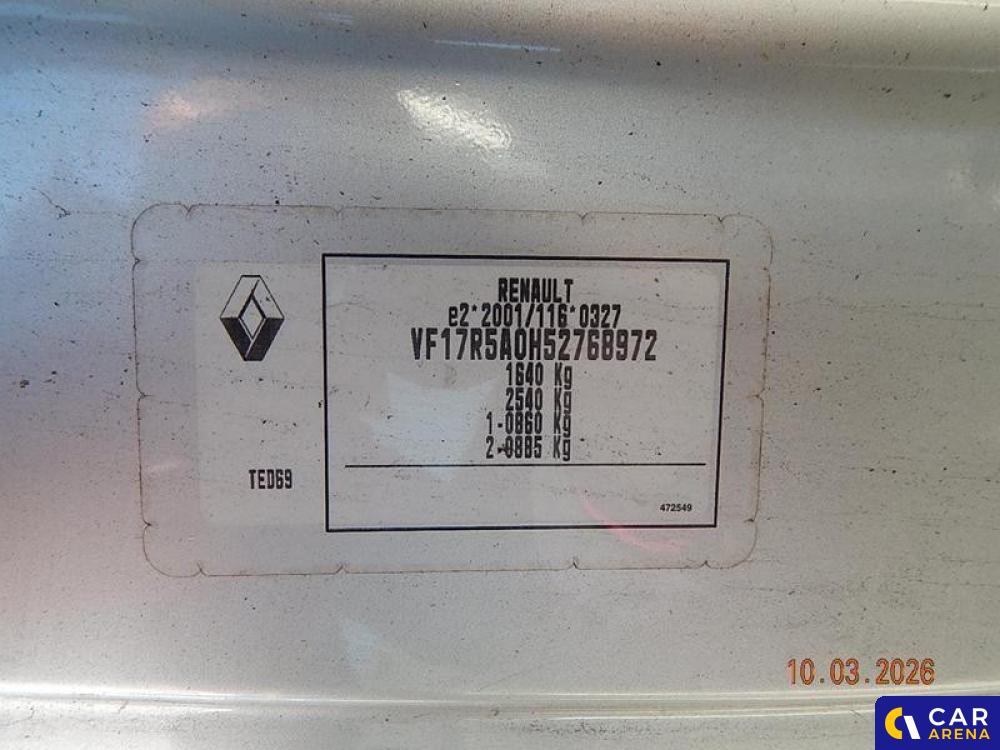 RENAULT
e2*2001/116*0327
VF17R5A0H52768972
1640 Kg
2540 Kg
1-0860 Kg
2-0885 Kg
TED69
472549
10.03.2026
CAR
ARENA